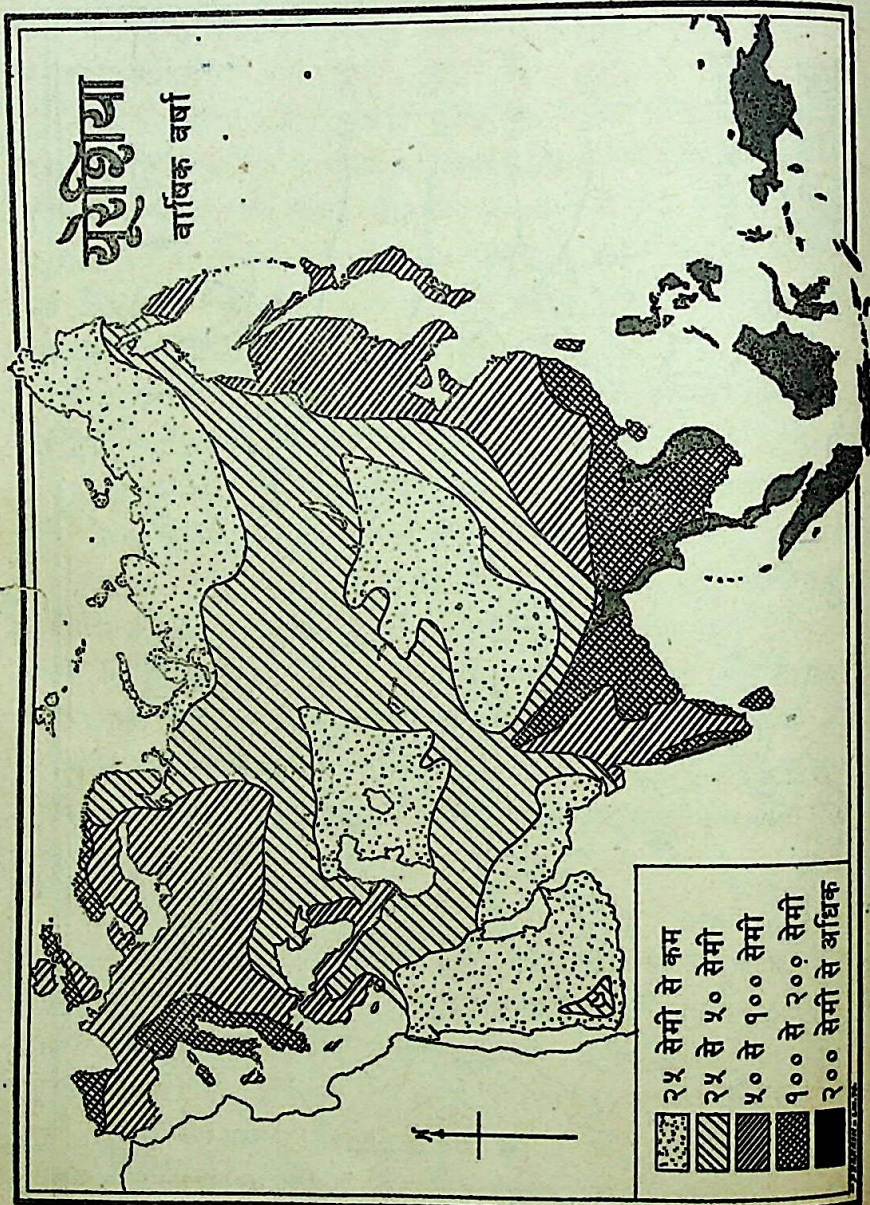 यूरेशिया
वार्षिक वर्षा
२५ सेमी से कम
२५ से ५० सेमी
५० से १०० सेमी
१०० से २०० सेमी
२०० सेमी से अधिक